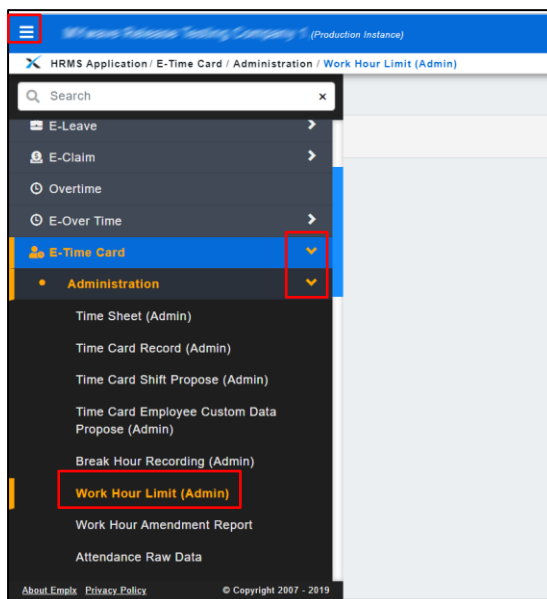 (Production Instance)
HRMS Application/ E-Time Card / Administration / Work Hour Limit (Admin)
Search x
E-Leave
E-Claim
Overtime
E-Over Time
E-Time Card
Administration
Time Sheet (Admin)
Time Card Record (Admin)
Time Card Shift Propose (Admin)
Time Card Employee Custom Data
Propose (Admin)
Break Hour Recording (Admin)
Work Hour Limit (Admin)
Work Hour Amendment Report
Attendance Raw Data
About Emplx Privacy Policy © Copyright 2007 - 2019